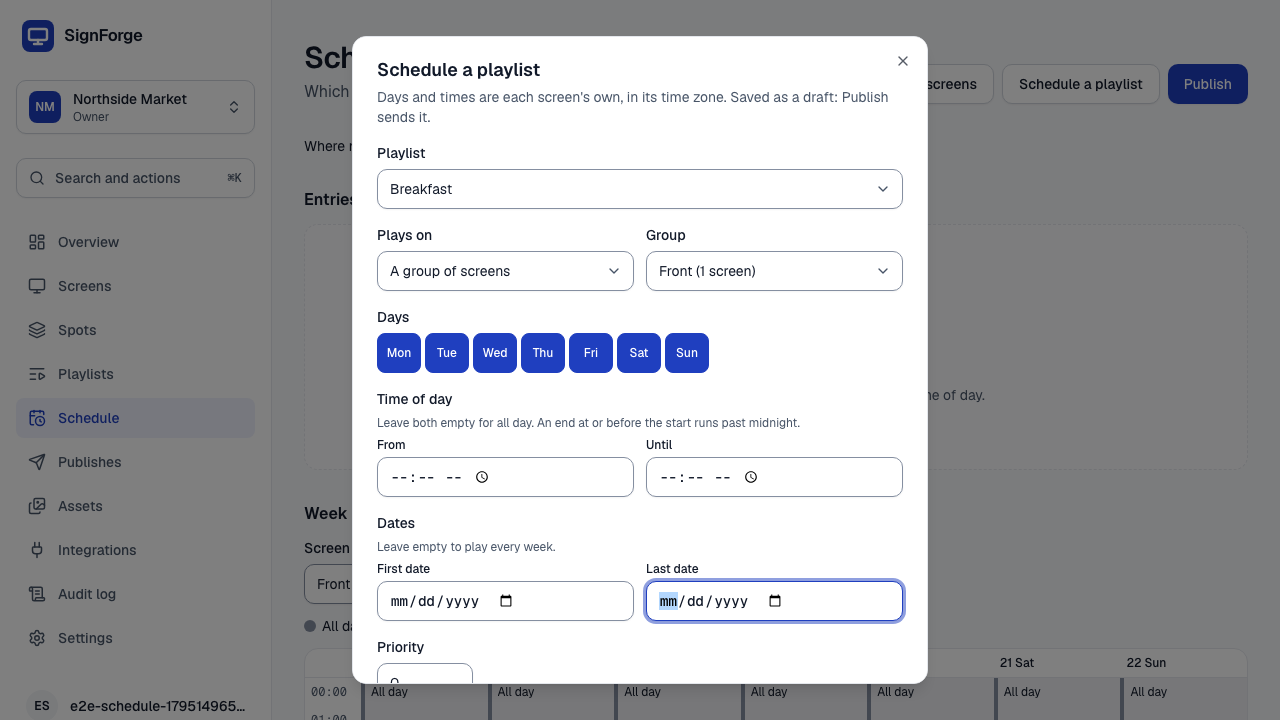 SignForge
NM
Northside Market
Owner
Search and actions
⌘K
Overview
Screens
Spots
Playlists
Schedule
Publishes
Assets
Integrations
Audit log
Settings
ES
e2e-schedule-179514965...
Which
screens
Schedule a playlist
Publish
Where
Entries
Week
Screen
Front
All
21 Sat
22 Sun
00:00
All day
All day
All day
All day
All day
All day
All day
01:00
Schedule a playlist
Days and times are each screen's own, in its time zone. Saved as a draft: Publish
sends it.
Playlist
Breakfast
Plays on
Group
A group of screens
Front (1 screen)
Days
Mon
Tue
Wed
Thu
Fri
Sat
Sun
Time of day
Leave both empty for all day. An end at or before the start runs past midnight.
From
Until
--:-- --
--:-- --
Dates
Leave empty to play every week.
First date
Last date
mm/dd/yyyy
mm/dd/yyyy
Priority
0
of day.